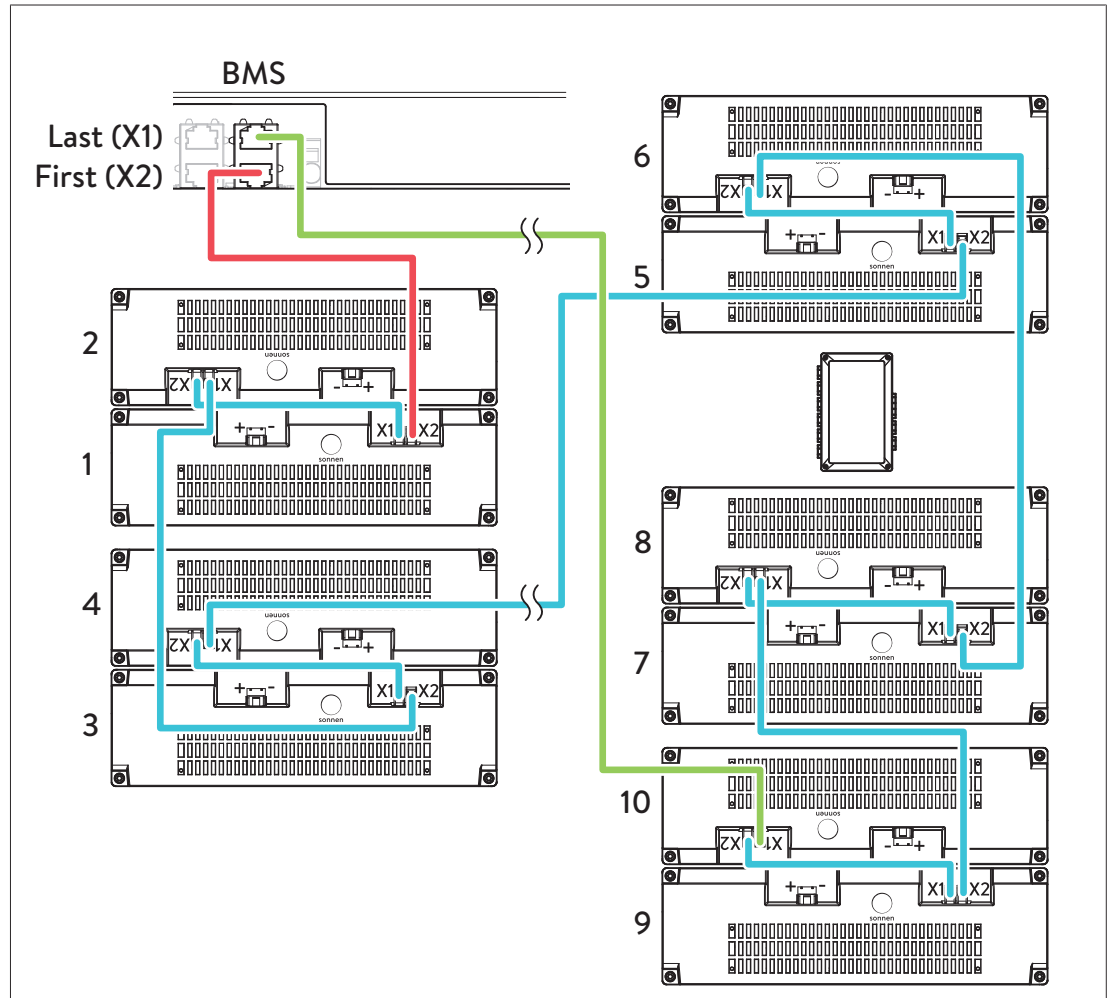 BMS
Last (X1)
First (X2)
2
sonnen
X2 X1
- +
+ -
X1 X2
1
sonnen
4
sonnen
X2 X1
- +
+ -
X1 X2
3
sonnen
6
sonnen
X2 X1
- +
+ -
X1 X2
5
sonnen
8
sonnen
X2 X1
- +
+ -
X1 X2
7
sonnen
10
sonnen
X2 X1
- +
+ -
X1 X2
9
sonnen